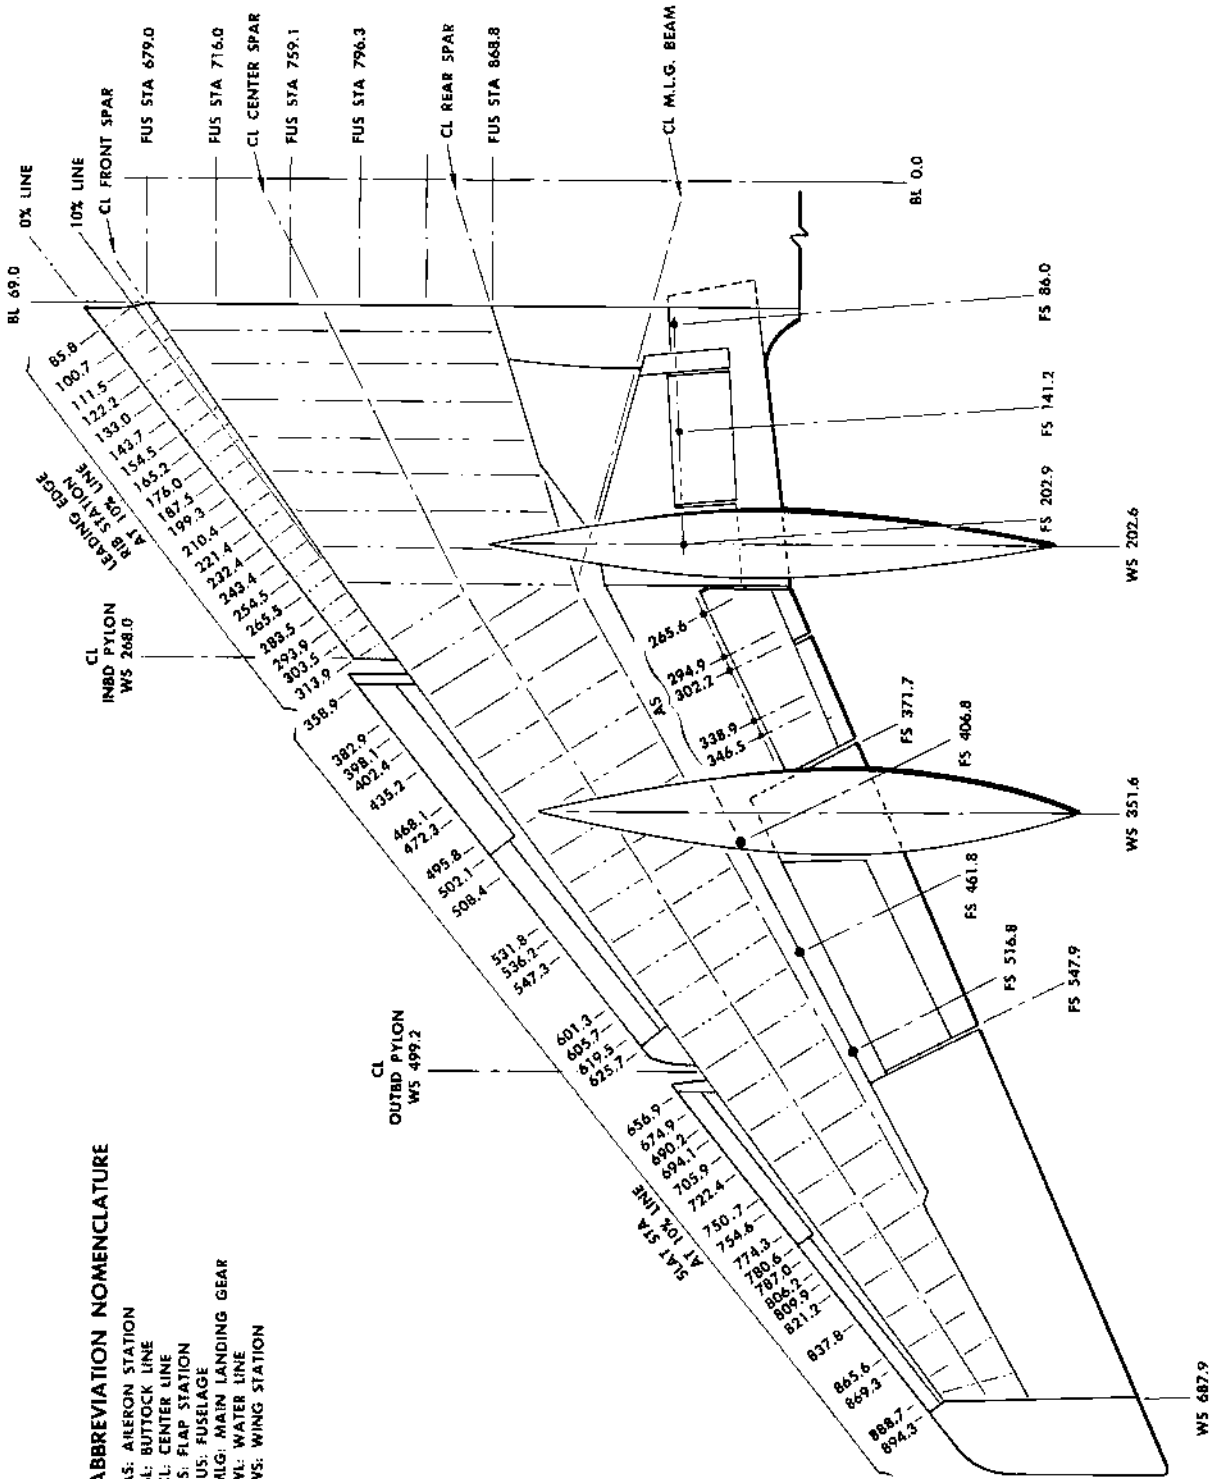 BL 69.0
0% LINE
10% LINE
CL FRONT SPAR
FUS STA 679.0
FUS STA 716.0
CL CENTER SPAR
FUS STA 759.1
FUS STA 796.3
CL REAR SPAR
FUS STA 868.8
CL M.L.G. BEAM
BL 0.0
85.8
100.7
111.5
122.2
133.0
143.7
154.5
165.2
176.0
187.5
199.3
210.4
221.4
232.4
243.4
254.5
265.5
283.5
293.9
303.5
313.9
LEADING EDGE
RIB STATION
AT
10% LINE
CL
INBD PYLON
WS 268.0
358.9
382.9
398.1
402.4
435.2
468.1
472.3
495.8
502.1
508.4
531.8
536.2
547.3
601.3
605.7
619.5
625.7
CL
OUTBD PYLON
WS 499.2
656.9
674.9
690.2
694.1
705.9
722.4
750.7
754.6
774.3
780.6
787.0
806.2
809.9
821.2
837.8
865.6
869.3
888.7
894.3
SLAT STA
AT
10% LINE
FS 86.0
FS 141.2
FS 202.9
WS 202.6
AS
265.6
294.9
302.2
338.9
346.5
FS 371.7
FS 406.8
WS 351.6
FS 461.8
FS 516.8
FS 547.9
WS 687.9
ABBREVIATION NOMENCLATURE
AS: AILERON STATION
BL: BUTTOCK LINE
CL: CENTER LINE
FS: FLAP STATION
FUS: FUSELAGE
MLG: MAIN LANDING GEAR
WL: WATER LINE
WS: WING STATION